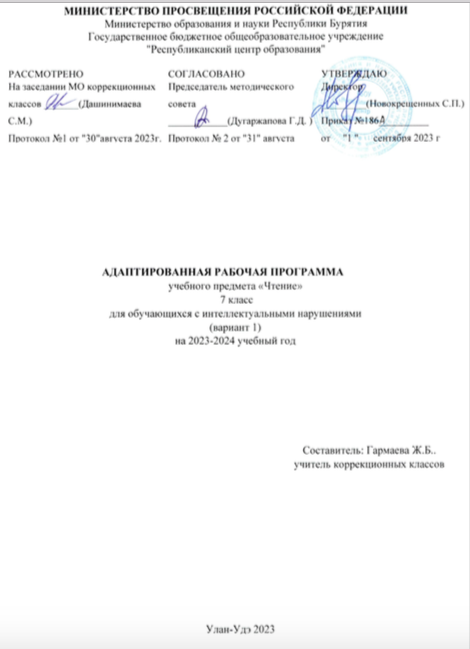 МИНИСТЕРСТВО ПРОСВЕЩЕНИЯ РОССИЙСКОЙ ФЕДЕРАЦИИ
Министерство образования и науки Республики Бурятия
Государственное бюджетное общеобразовательное учреждение
"Республиканский центр образования"
РАССМОТРЕНО
На заседании МО коррекционных
классов (Дашинимаева
С.М.)
Протокол №1 от "30"августа 2023г.
СОГЛАСОВАНО
Председатель методического
совета
(Дугаржапова Г.Д. )
Протокол № 2 от "31" августа
УТВЕРЖДАЮ
Директор
(Новокрещенных С.П.)
Приказ №186
от "1 " сентября 2023 г
АДАПТИРОВАННАЯ РАБОЧАЯ ПРОГРАММА
учебного предмета «Чтение»
7 класс
для обучающихся с интеллектуальными нарушениями
(вариант 1)
на 2023-2024 учебный год
Составитель: Гармаева Ж.Б..
учитель коррекционных классов
Улан-Удэ 2023